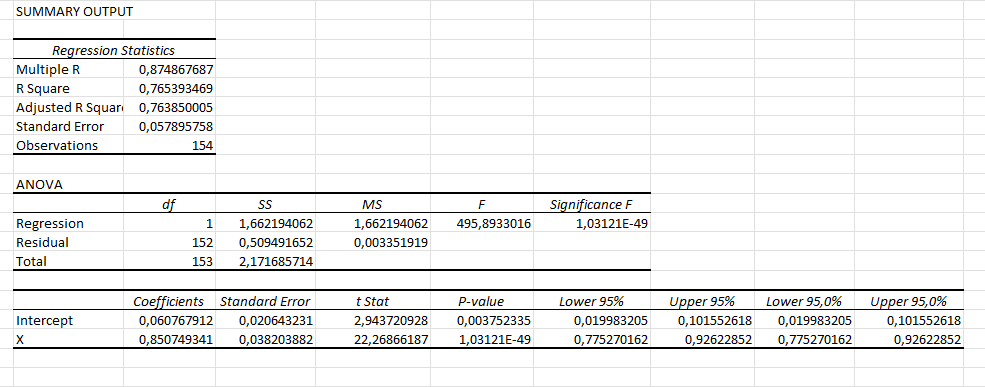 SUMMARY OUTPUT
Regression Statistics
Multiple R 0,874867687
R Square 0,765393469
Adjusted R Squar 0,763850005
Standard Error 0,057895758
Observations 154
ANOVA
df SS MS F Significance F
Regression 1 1,662194062 1,662194062 495,8933016 1,03121E-49
Residual 152 0,509491652 0,003351919
Total 153 2,171685714
Coefficients Standard Error t Stat P-value Lower 95% Upper 95% Lower 95,0% Upper 95,0%
Intercept 0,060767912 0,020643231 2,943720928 0,003752335 0,019983205 0,101552618 0,019983205 0,101552618
X 0,850749341 0,038203882 22,26866187 1,03121E-49 0,775270162 0,92622852 0,775270162 0,92622852